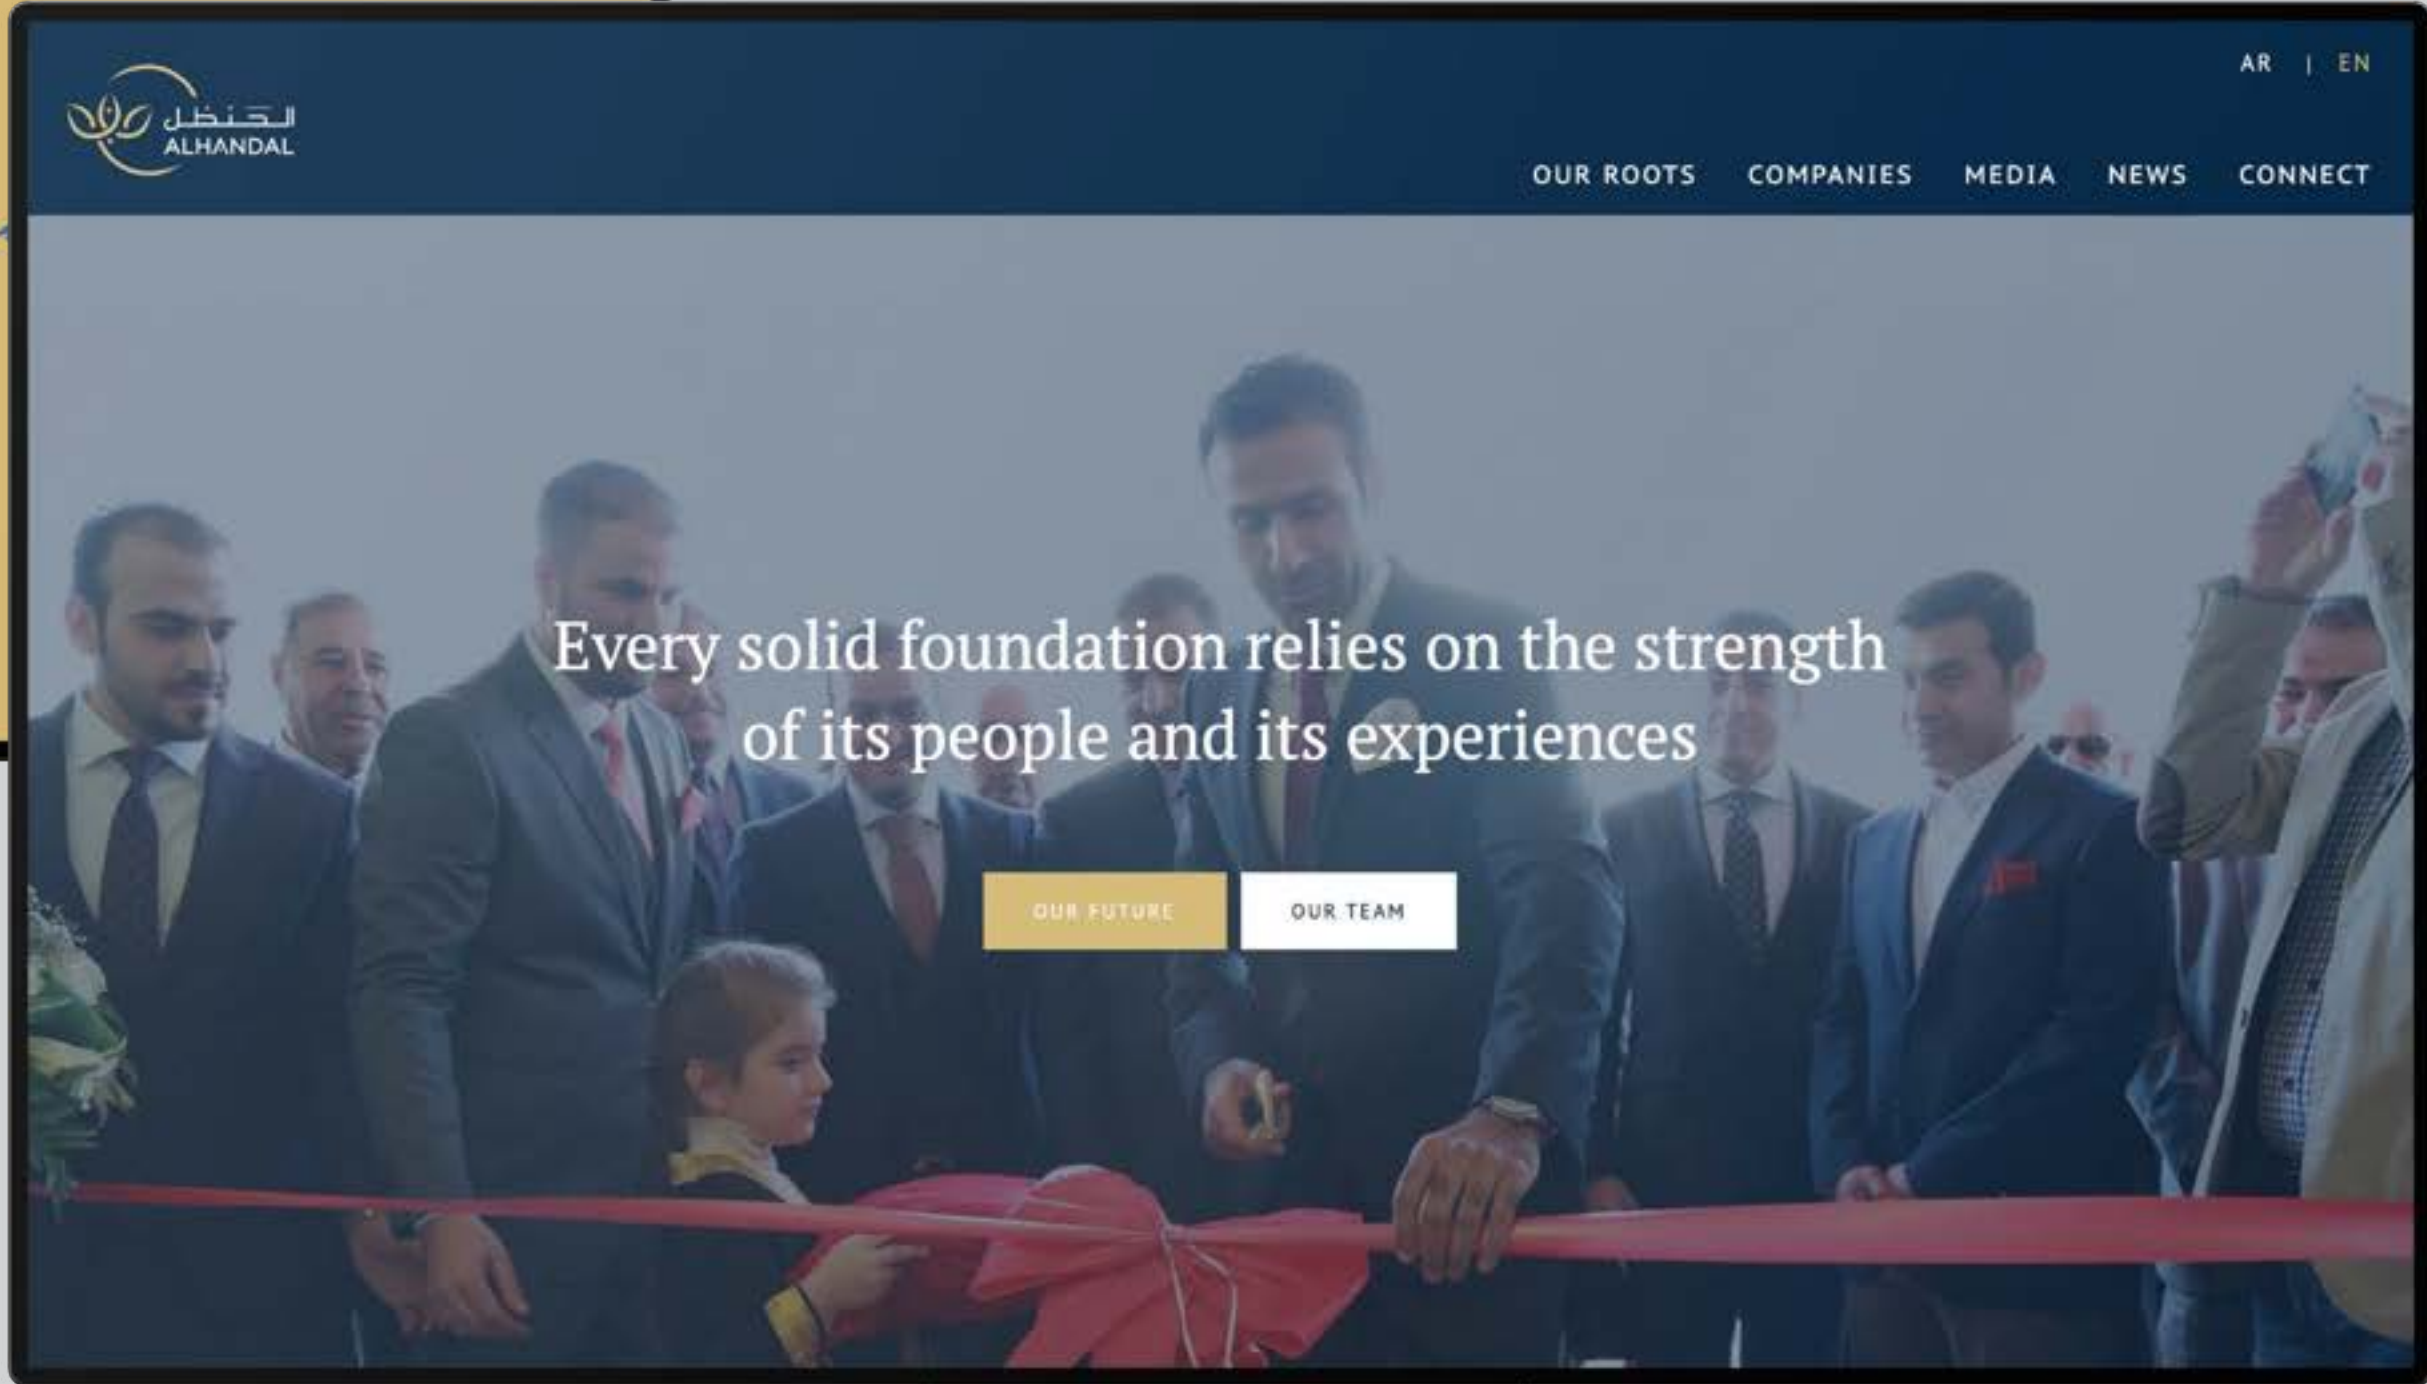 الحنظل
ALHANDAL
AR | EN
OUR ROOTS COMPANIES MEDIA NEWS CONNECT
Every solid foundation relies on the strength
of its people and its experiences
OUR FUTURE OUR TEAM